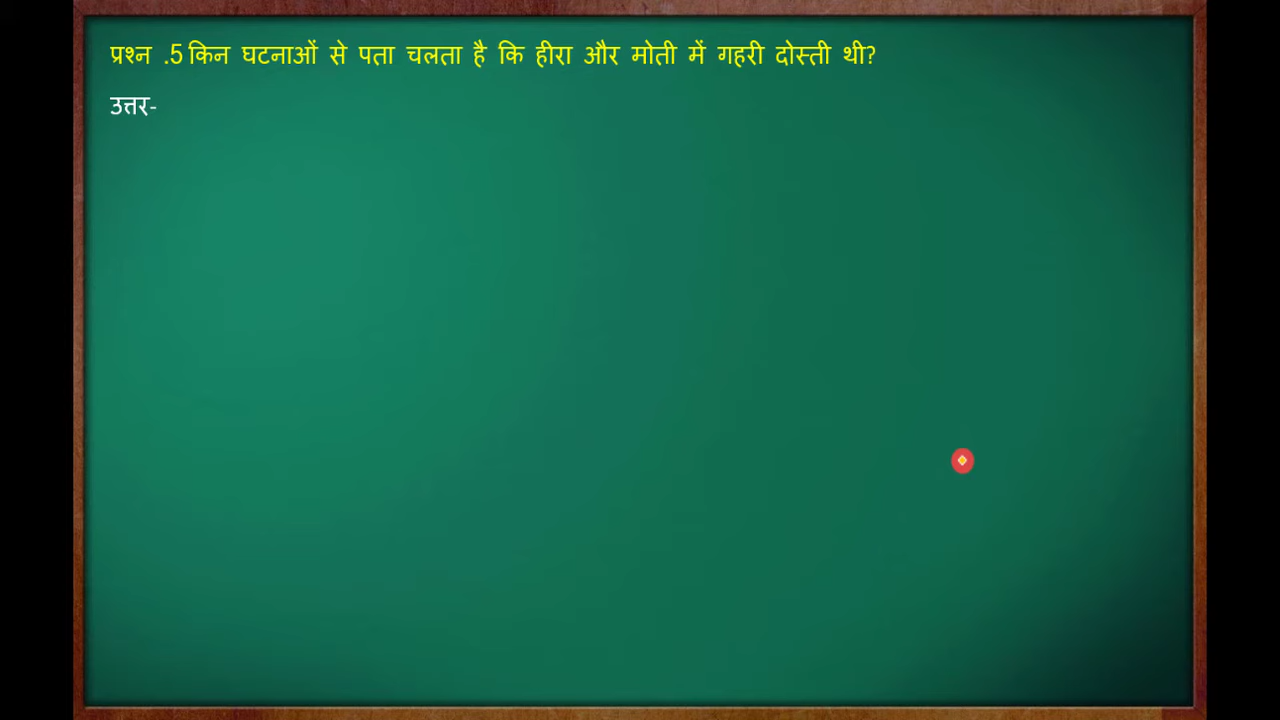 प्रश्न .5 किन घटनाओं से पता चलता है कि हीरा और मोती में गहरी दोस्ती थी?
उत्तर-